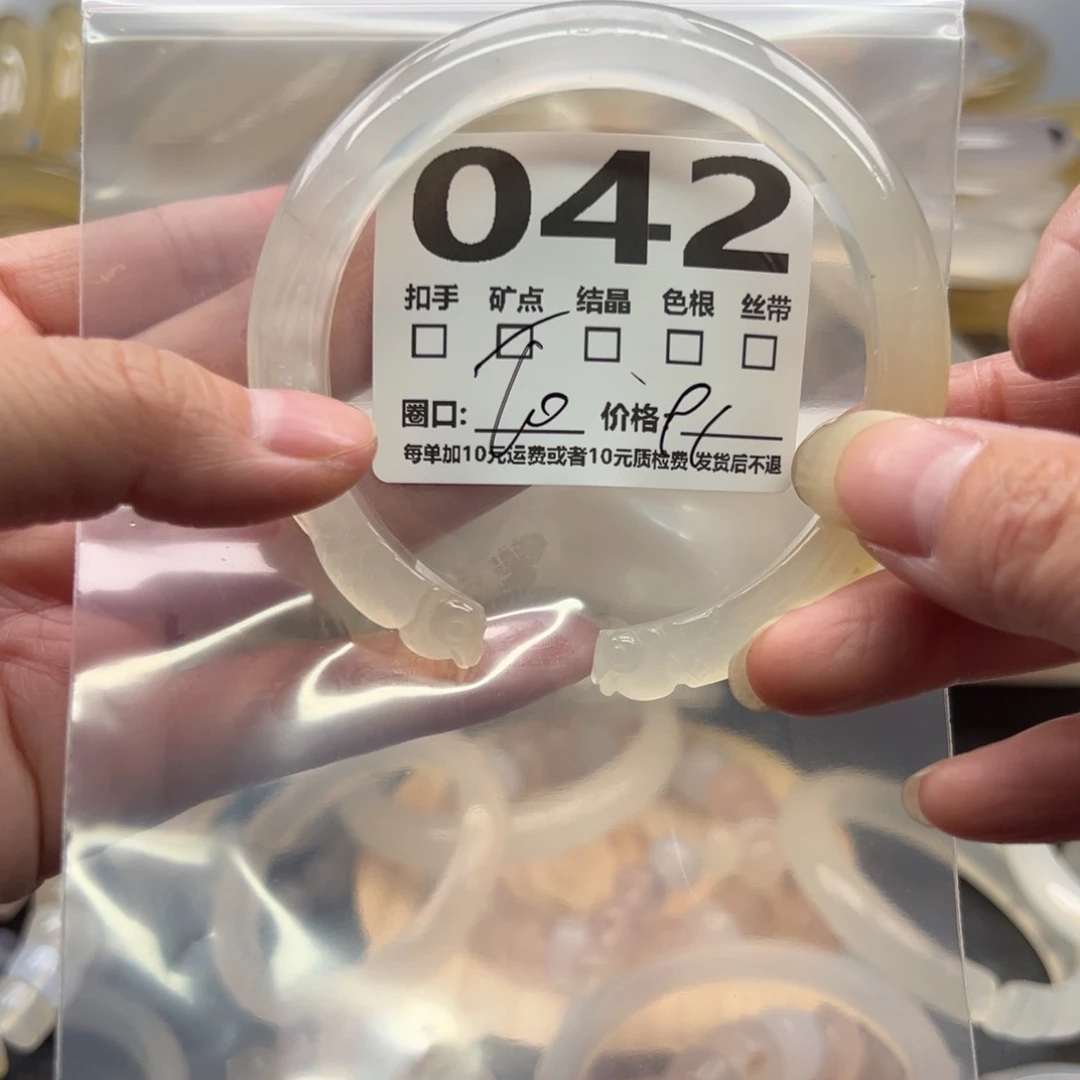 042
扣手 矿点 结晶 色根 丝带
圈口: 价格
每单加10元运费或者10元质检费 发货后不退